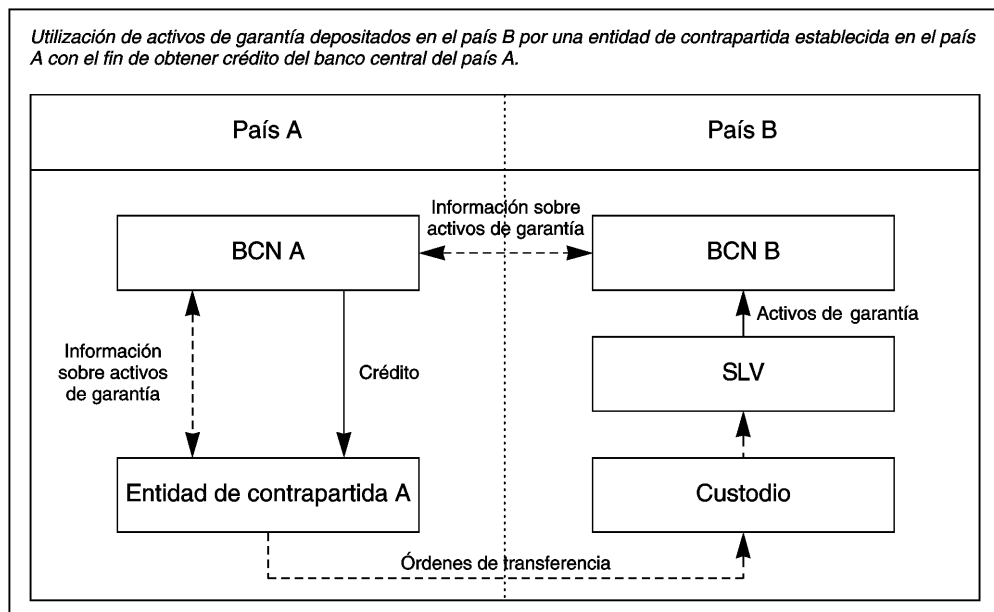 Utilización de activos de garantía depositados en el país B por una entidad de contrapartida establecida en el país
A con el fin de obtener crédito del banco central del país A.
País A
País B
Información sobre
activos de garantía
BCN A
BCN B
Activos de garantía
Información
sobre activos
de garantía
Crédito
SLV
Entidad de contrapartida A
Custodio
Órdenes de transferencia